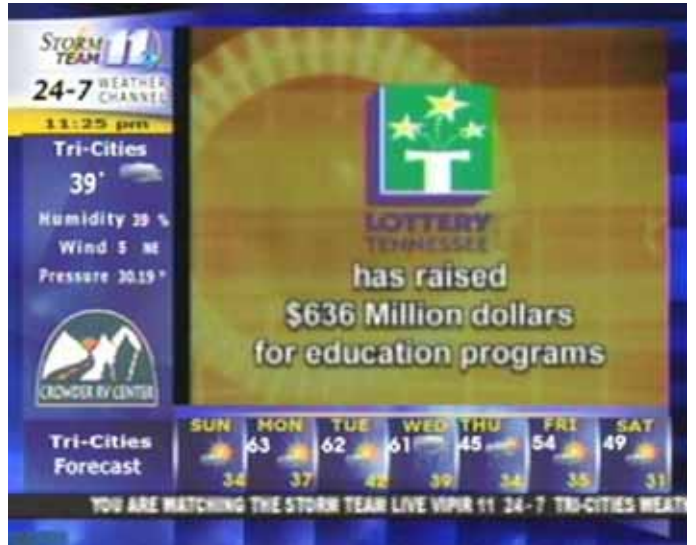 STORM
TEAM 11
24-7 WEATHER
CHANNEL
11:25 pm
Tri-Cities
39°
Humidity 39 %
Wind 5 NE
Pressure 30.19"
CROWDER RV CENTER
LOTTERY
TENNESSEE
has raised
$636 Million dollars
for education programs
Tri-Cities
Forecast
SUN MON TUE WED THU FRI SAT
63 62 61 45 54 49
34 37 42 39 34 35 31
YOU ARE WATCHING THE STORM TEAM LIVE VIPIR 11 24-7 TRI-CITIES WEAT